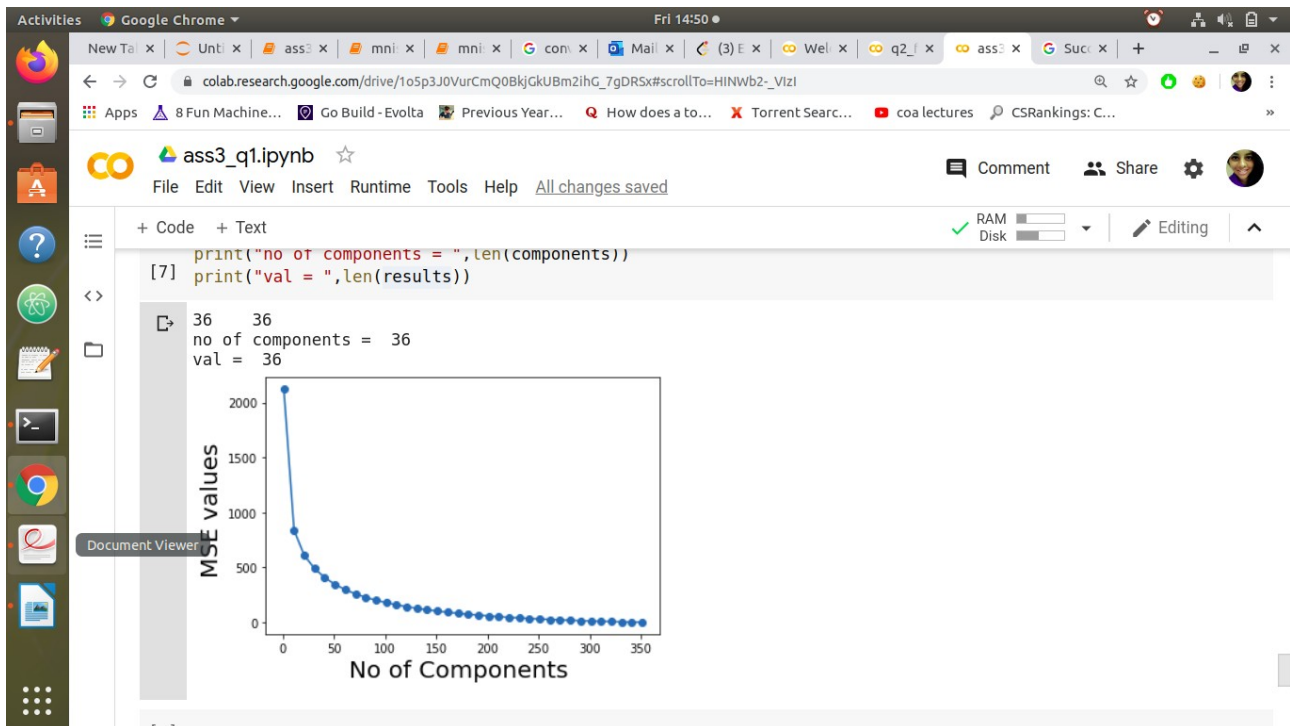 Activities Google Chrome Fri 14:50
New Tal Unti ass3 mni mni G con Mail (3) E Wel q2_f ass3 G Succ
colab.research.google.com/drive/1o5p3J0VurCmQ0BkjGkUBm2ihG_7gDRSx#scrollTo=HINWb2-_VIzI
Apps 8 Fun Machine... Go Build - Evolta Previous Year... How does a to... Torrent Searc... coa lectures CSRankings: C... »
CO ass3_q1.ipynb
Comment Share
File Edit View Insert Runtime Tools Help All changes saved
+ Code + Text
RAM
Disk
Editing
print("no of components = ",len(components))
[7] print("val = ",len(results))
36 36
no of components = 36
val = 36
2000
1500
1000
500
0
MSE values
0 50 100 150 200 250 300 350
No of Components
Document Viewer